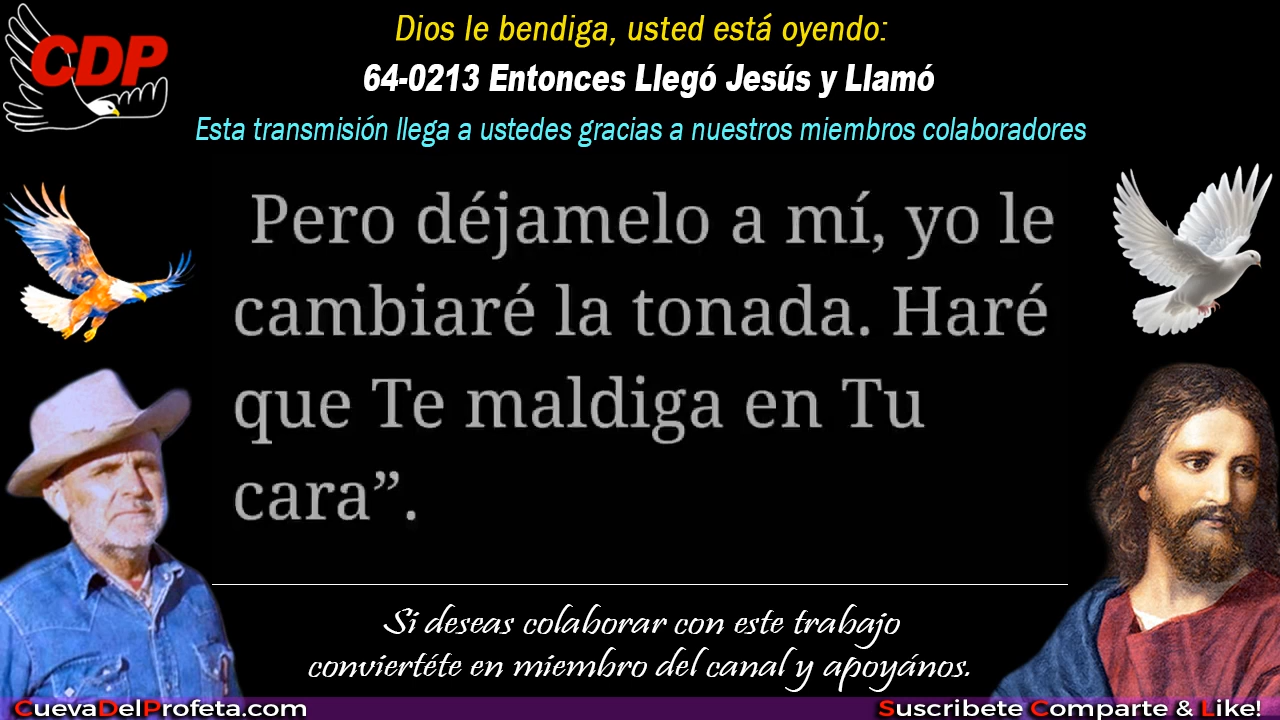 CDP
Dios le bendiga, usted está oyendo:
64-0213 Entonces Llegó Jesús y Llamó
Esta transmisión llega a ustedes gracias a nuestros miembros colaboradores
Pero déjamelo a mí, yo le
cambiaré la tonada. Haré
que Te maldiga en Tu
cara”.
Si deseas colaborar con este trabajo
conviertéte en miembro del canal y apoyános.
CuevaDelProfeta.com
Suscribete Comparte & Like!